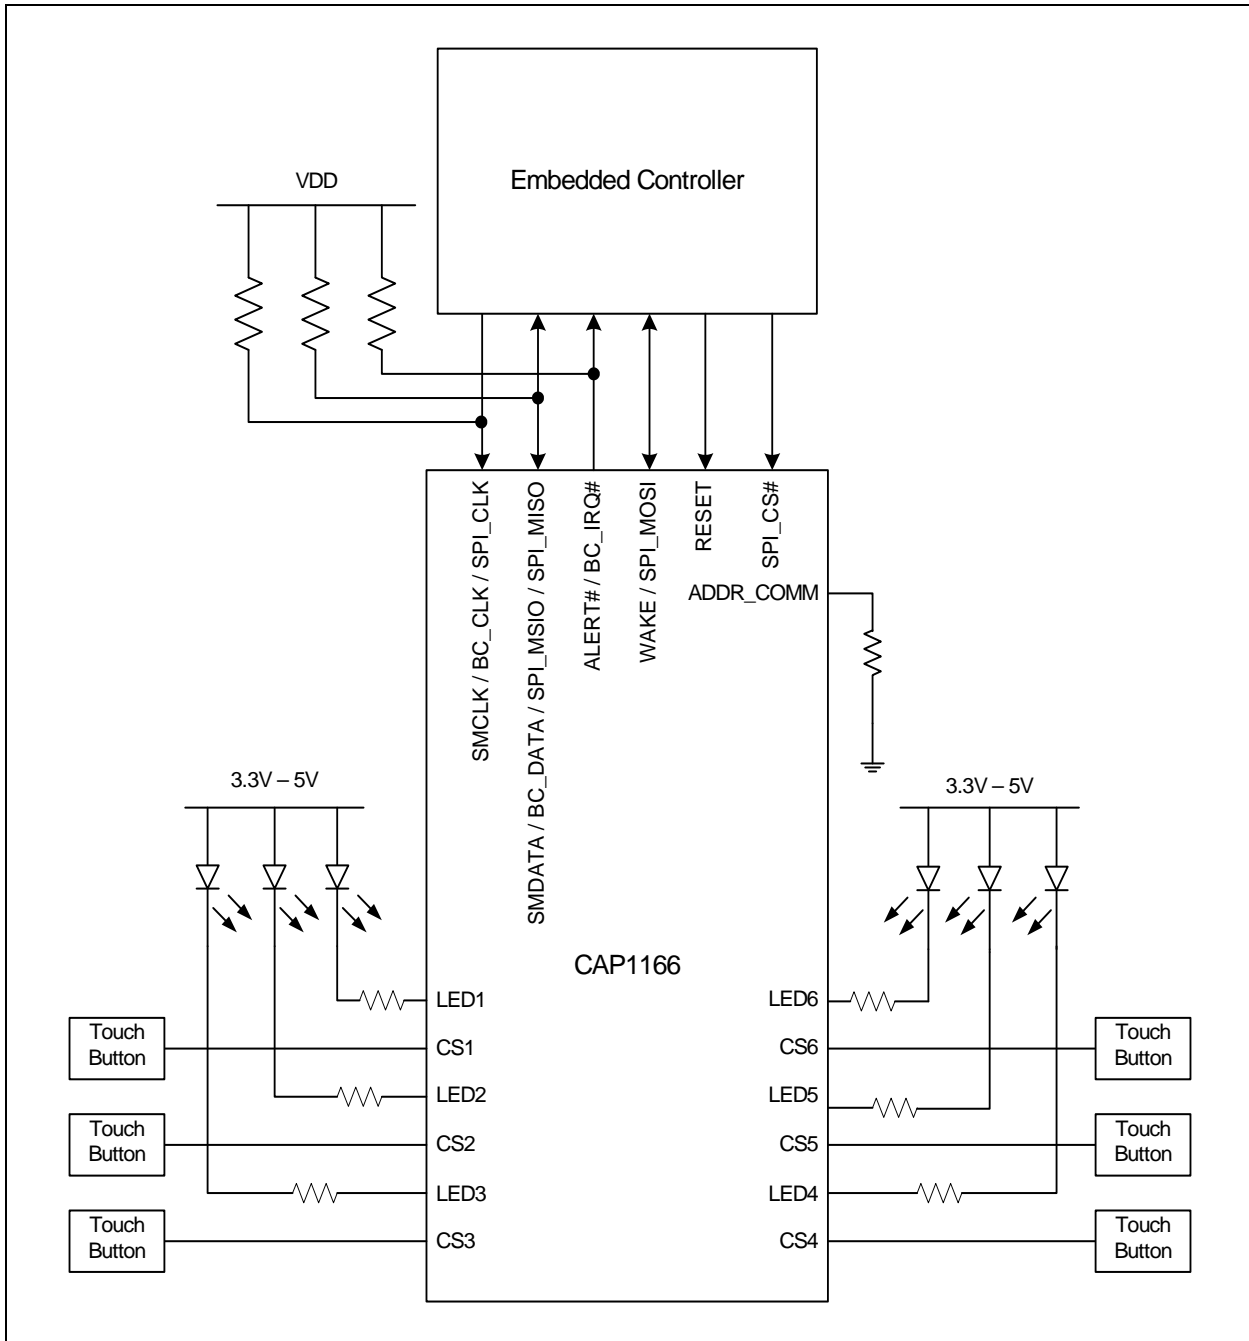 Embedded Controller
VDD
SMCLK / BC_CLK / SPI_CLK
SMDATA / BC_DATA / SPI_MSIO / SPI_MISO
ALERT# / BC_IRQ#
WAKE / SPI_MOSI
RESET
SPI_CS#
ADDR_COMM
3.3V – 5V
3.3V – 5V
CAP1166
LED1
LED6
Touch
Button
CS1
CS6
Touch
Button
LED2
LED5
Touch
Button
CS2
CS5
Touch
Button
LED3
LED4
Touch
Button
CS3
CS4
Touch
Button